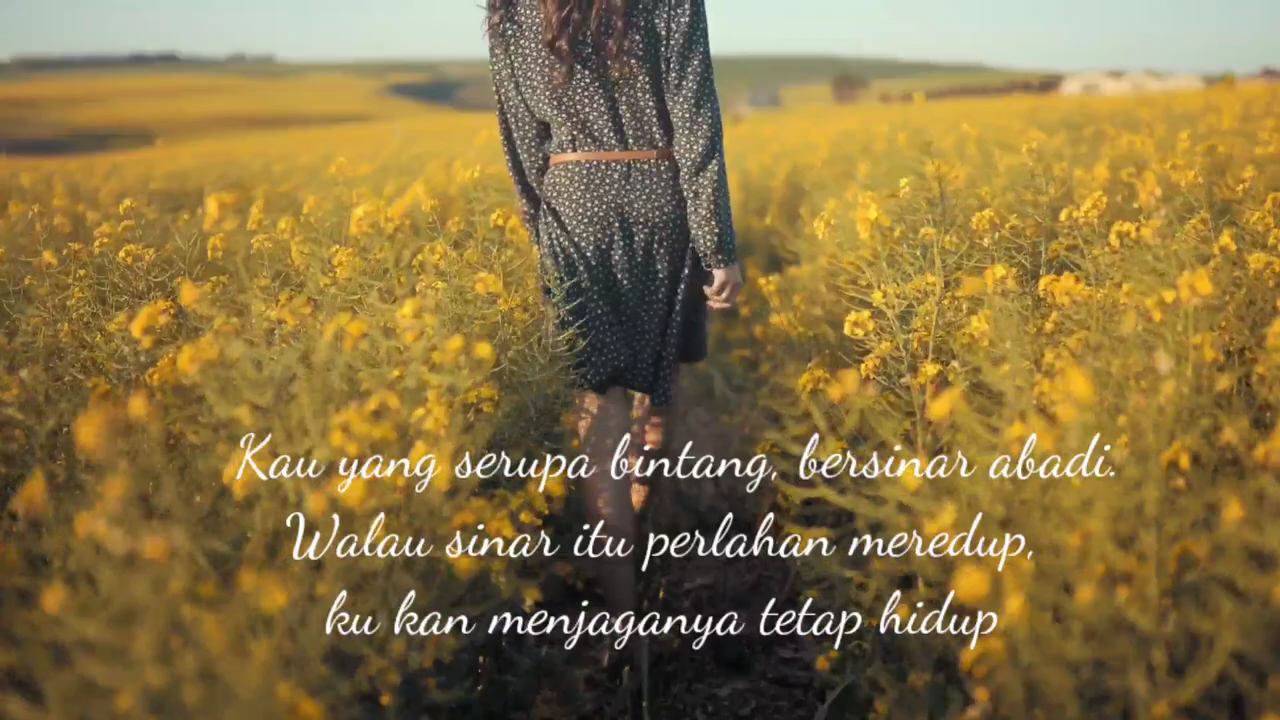 Kau yang serupa bintang, bersinar abadi.
Walau sinar itu perlahan meredup,
ku kan menjaganya tetap hidup